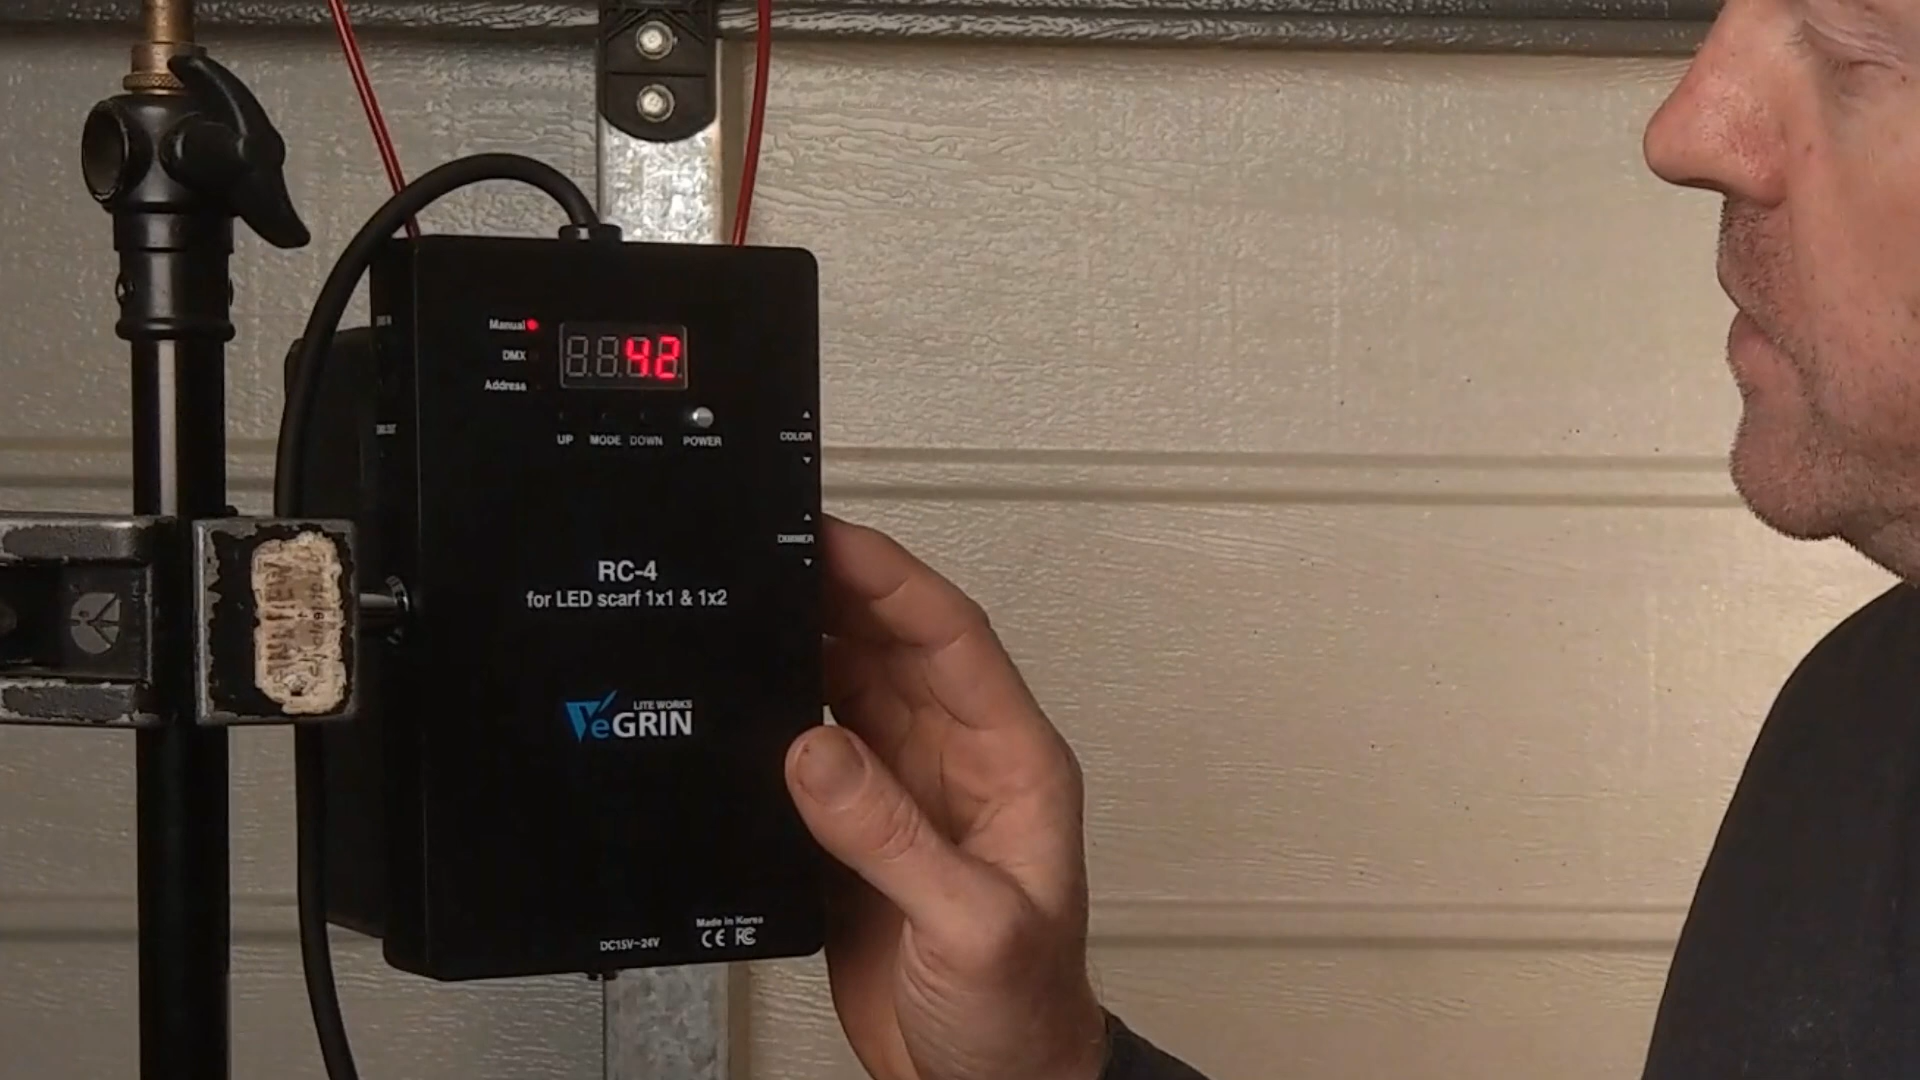 Manual
DMX
Address
42
UP MODE DOWN POWER
COLOR
DIMMER
RC-4
for LED scarf 1x1 & 1x2
LITE WORKS
VeGRIN
Made in Korea
DC15V~24V
CE FC